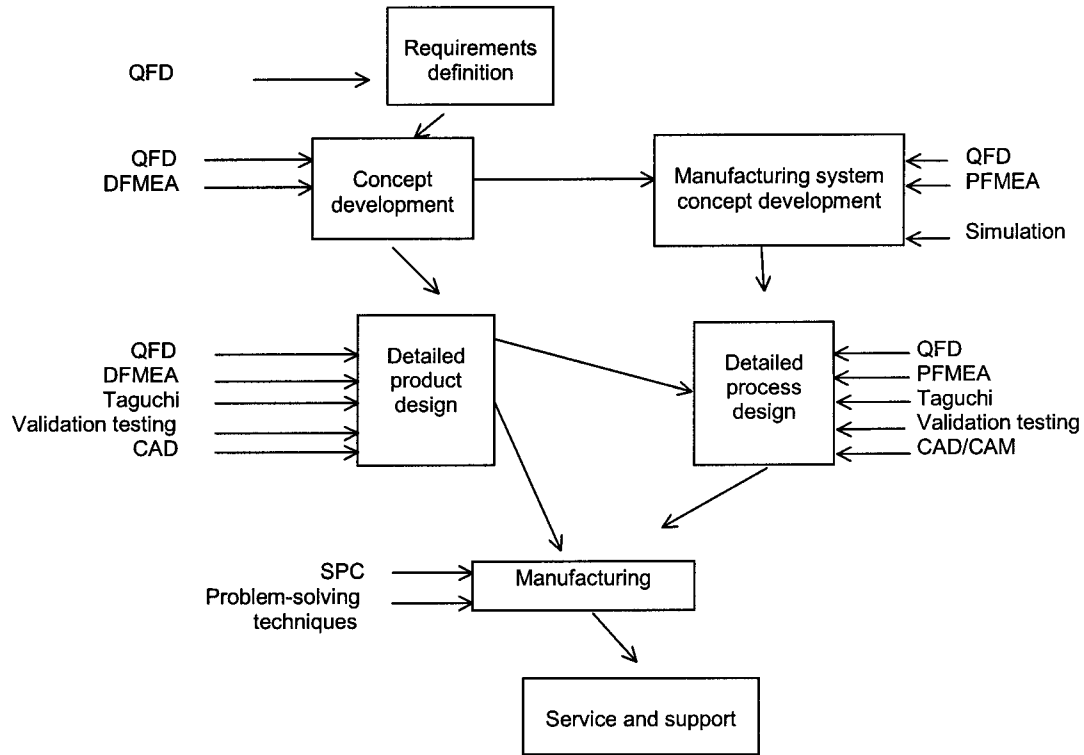 Requirements
definition
QFD
QFD
DFMEA
Concept
development
Manufacturing system
concept development
QFD
PFMEA
Simulation
QFD
DFMEA
Taguchi
Validation testing
CAD
Detailed
product
design
Detailed
process
design
QFD
PFMEA
Taguchi
Validation testing
CAD/CAM
SPC
Problem-solving
techniques
Manufacturing
Service and support